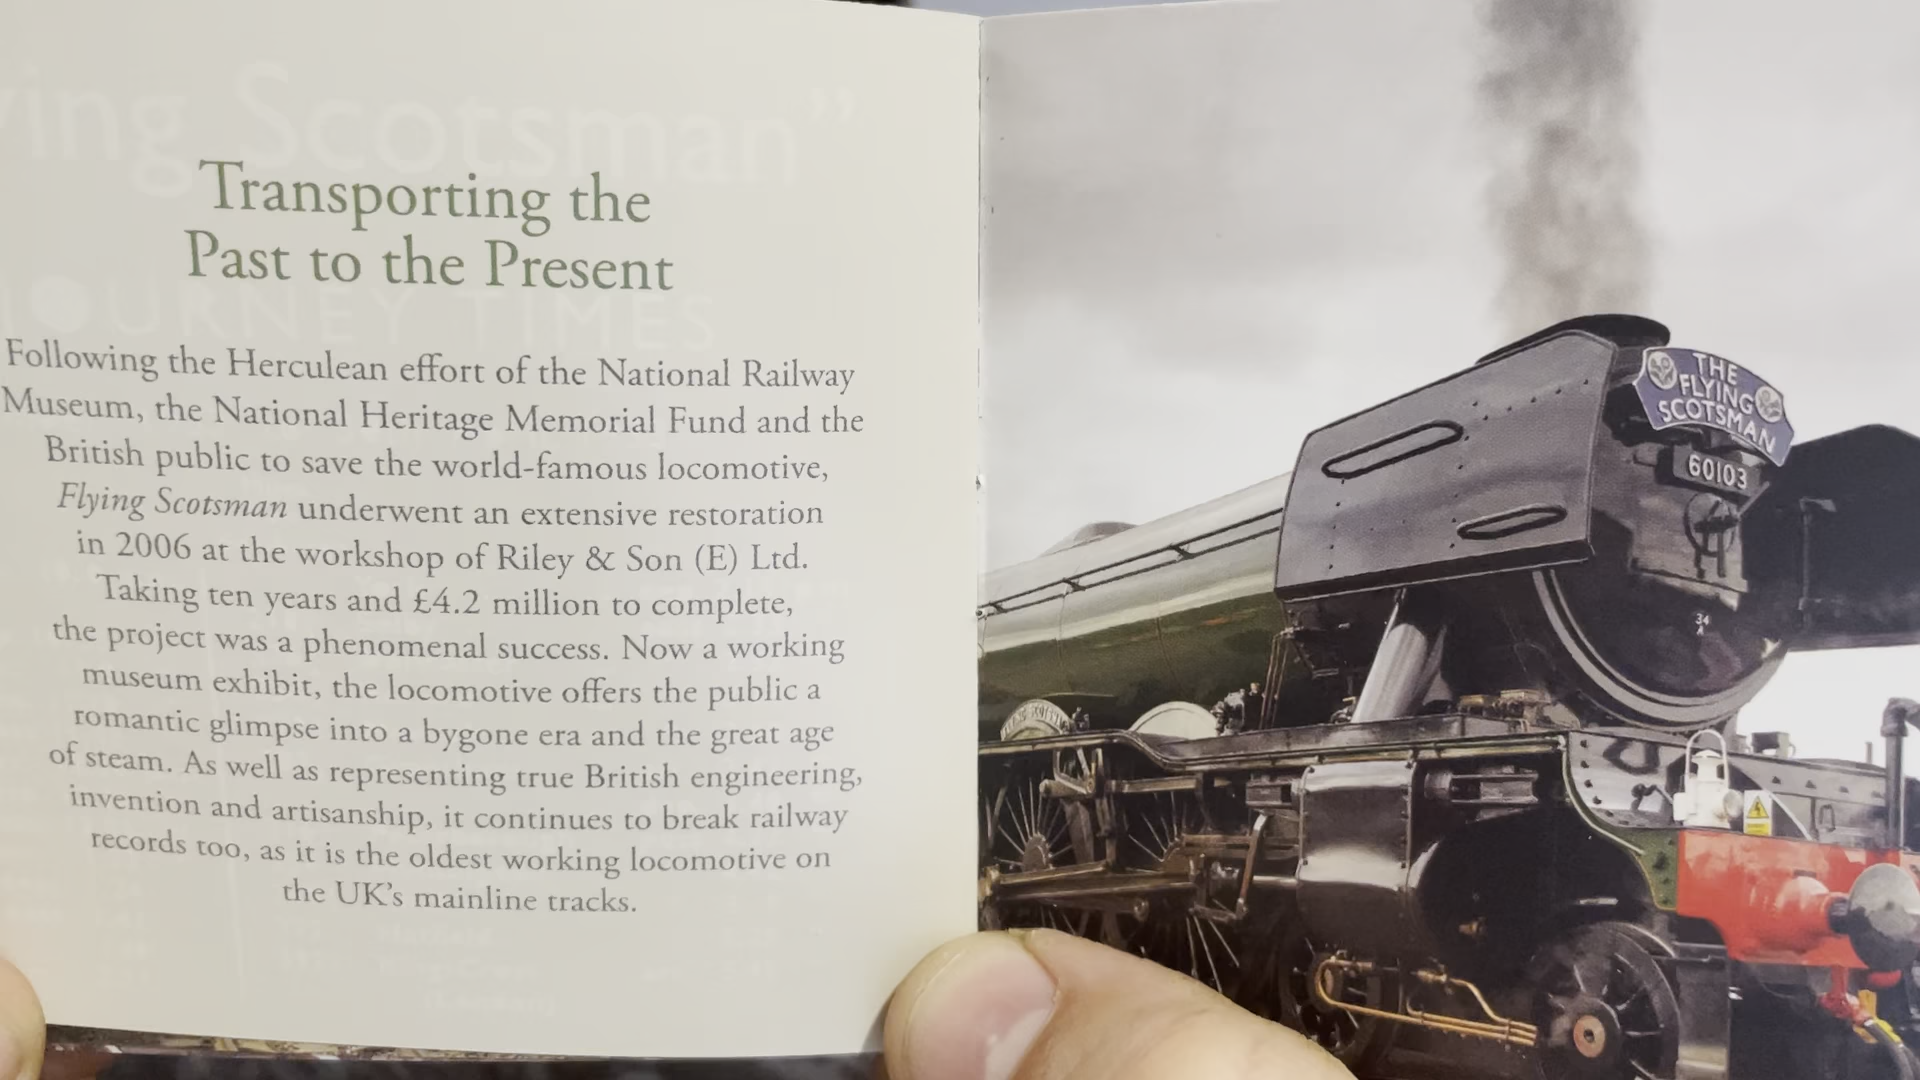 Transporting the
Past to the Present
Following the Herculean effort of the National Railway
Museum, the National Heritage Memorial Fund and the
British public to save the world-famous locomotive,
Flying Scotsman underwent an extensive restoration
in 2006 at the workshop of Riley & Son (E) Ltd.
Taking ten years and £4.2 million to complete,
the project was a phenomenal success. Now a working
museum exhibit, the locomotive offers the public a
romantic glimpse into a bygone era and the great age
of steam. As well as representing true British engineering,
invention and artisanship, it continues to break railway
records too, as it is the oldest working locomotive on
the UK's mainline tracks.
THE
FLYING
SCOTSMAN
60103
34
A